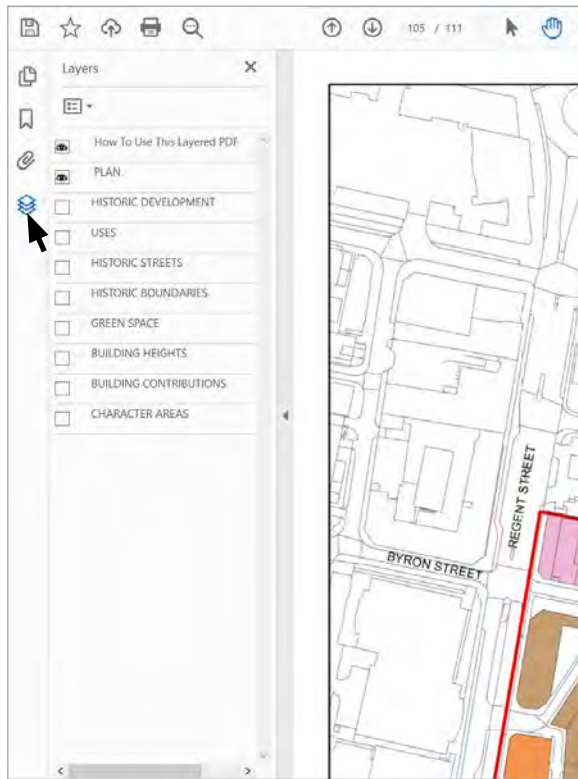 105 / 111
Layers
How To Use This Layered PDF
PLAN
HISTORIC DEVELOPMENT
USES
HISTORIC STREETS
HISTORIC BOUNDARIES
GREEN SPACE
BUILDING HEIGHTS
BUILDING CONTRIBUTIONS
CHARACTER AREAS
REGENT STREET
BYRON STREET